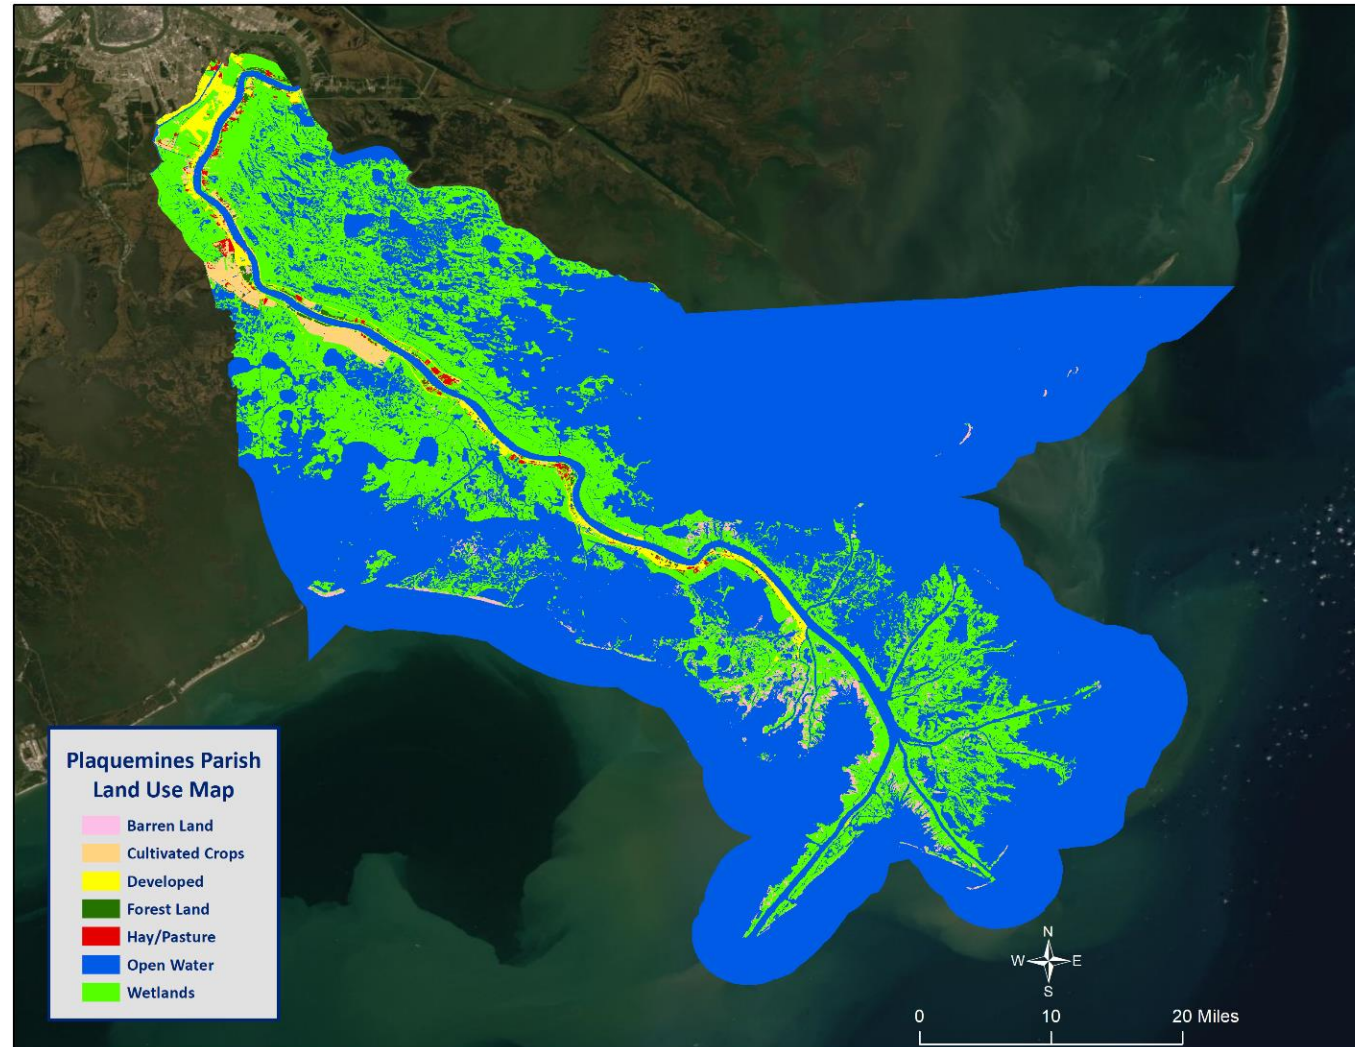 Plaquemines Parish
Land Use Map
Barren Land
Cultivated Crops
Developed
Forest Land
Hay/Pasture
Open Water
Wetlands
N
W E
S
0 10 20 Miles